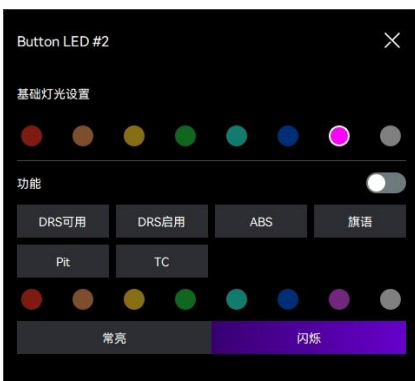 Button LED #2
基础灯光设置
功能
DRS可用 DRS启用 ABS 旗语
Pit TC
常亮 闪烁